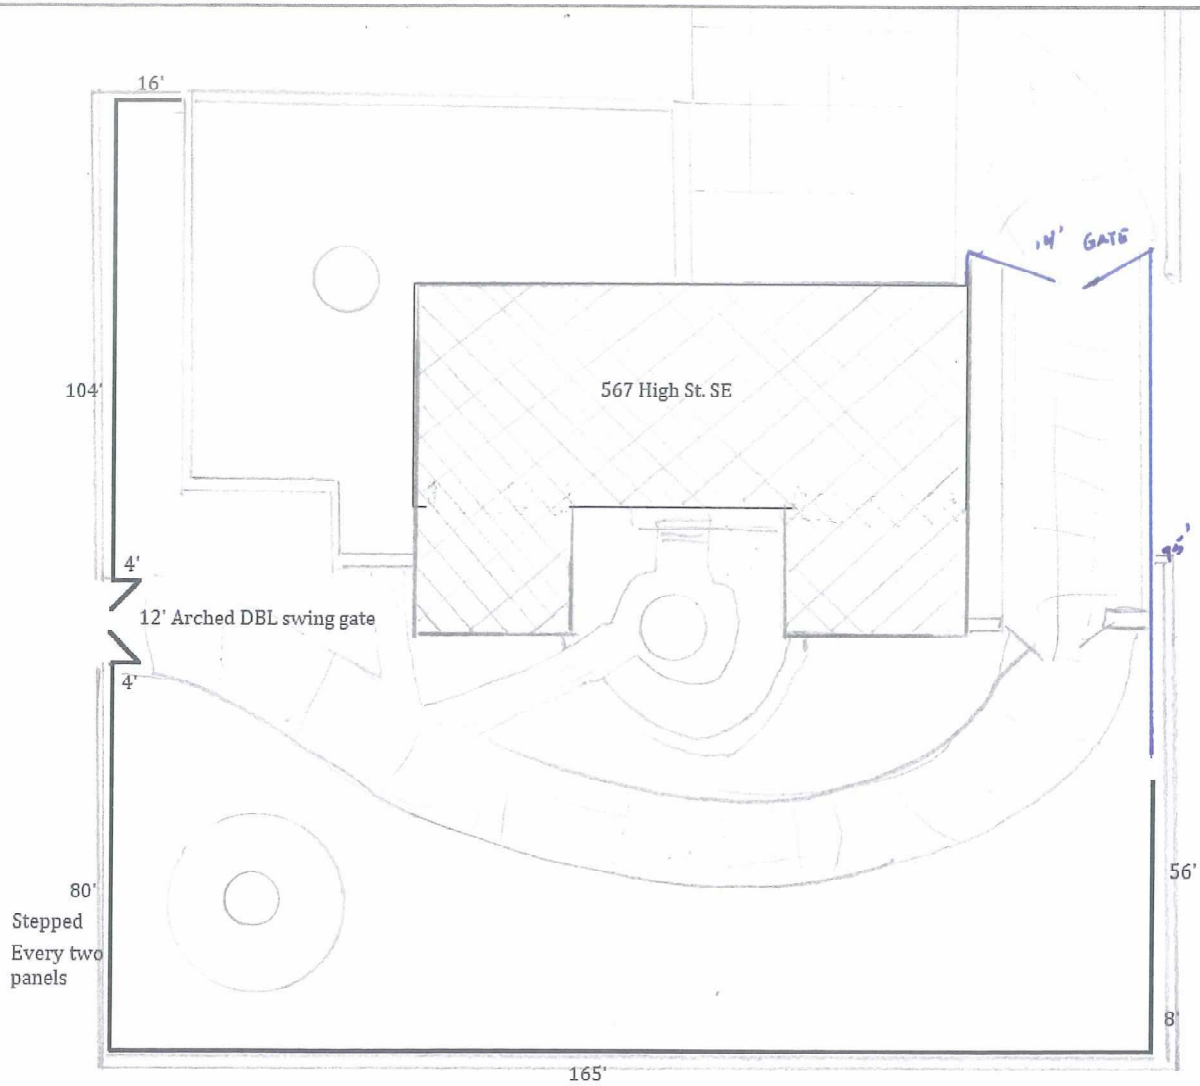 16'
14' GATE
104'
567 High St. SE
95'
4'
12' Arched DBL swing gate
4'
56'
80'
Stepped
Every two
panels
8'
165'